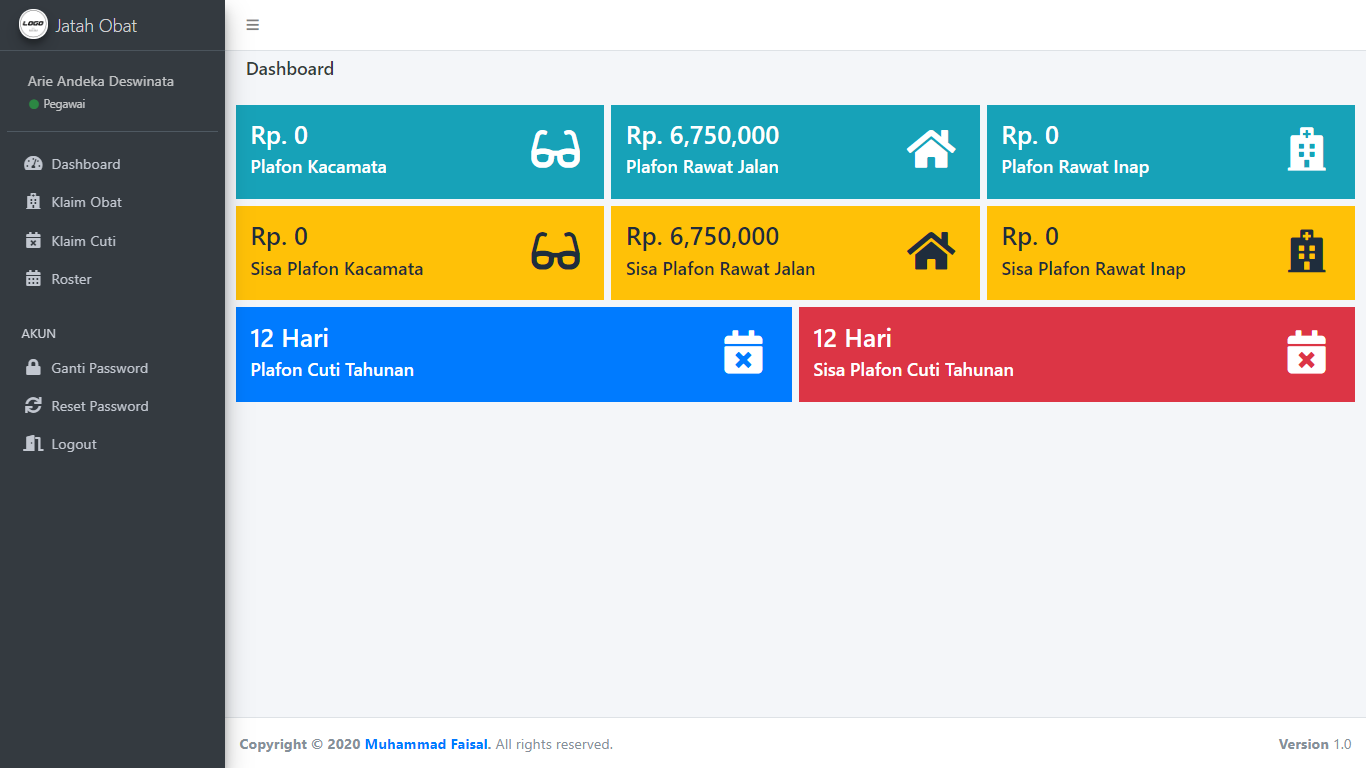 LOGO
Jatah Obat
Arie Andeka Deswinata
Pegawai
Dashboard
Klaim Obat
Klaim Cuti
Roster
AKUN
Ganti Password
Reset Password
Logout
Dashboard
Rp. 0
Plafon Kacamata
Rp. 6,750,000
Plafon Rawat Jalan
Rp. 0
Plafon Rawat Inap
Rp. 0
Sisa Plafon Kacamata
Rp. 6,750,000
Sisa Plafon Rawat Jalan
Rp. 0
Sisa Plafon Rawat Inap
12 Hari
Plafon Cuti Tahunan
12 Hari
Sisa Plafon Cuti Tahunan
Copyright © 2020 Muhammad Faisal. All rights reserved.
Version 1.0